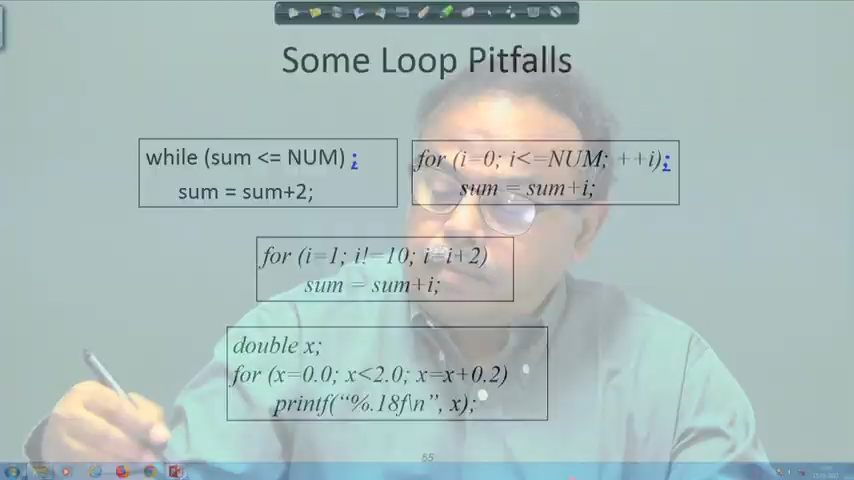 Some Loop Pitfalls
while (sum <= NUM) ;
sum = sum+2;
for (i=0; i<=NUM; ++i);
sum = sum+i;
for (i=1; i!=10; i=i+2)
sum = sum+i;
double x;
for (x=0.0; x<2.0; x=x+0.2)
printf(“%.18f\n”, x);
55